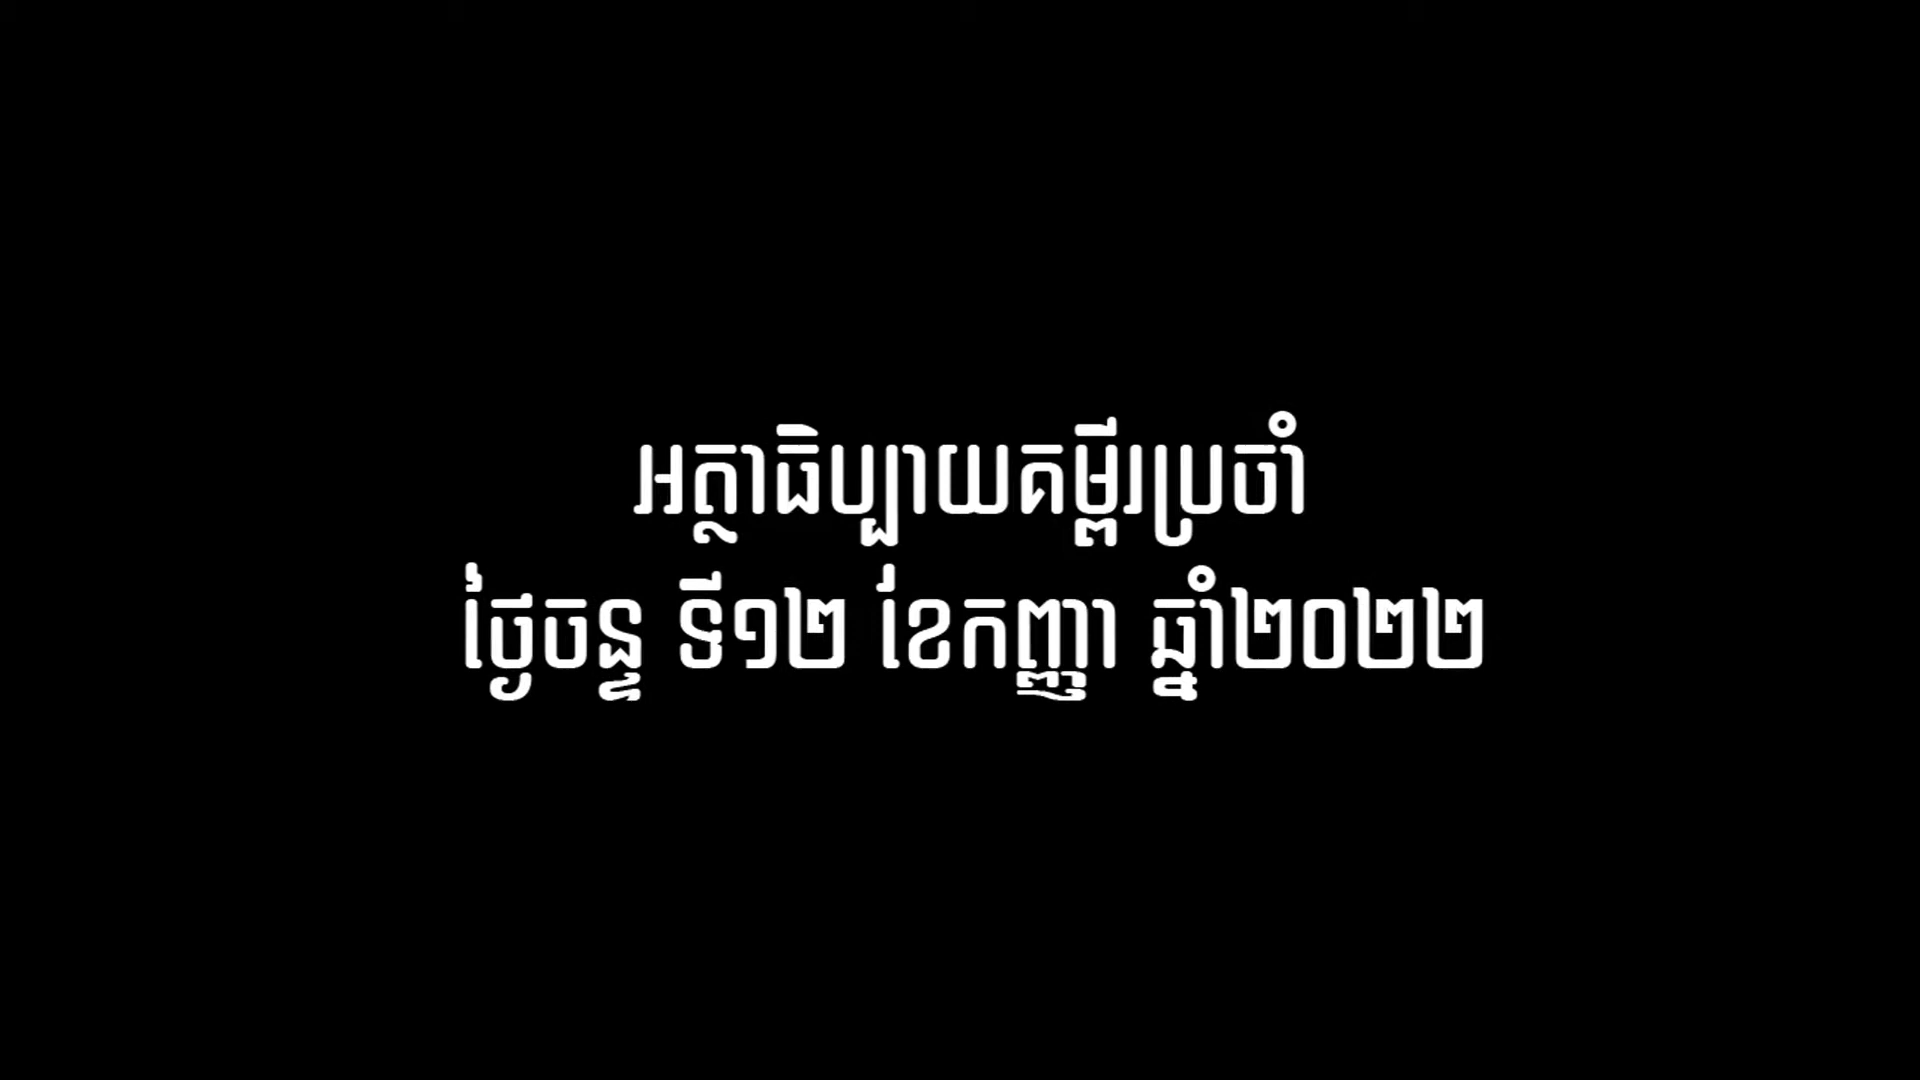 អត្ថាធិប្បាយគម្ពីរប្រចាំ
ថ្ងៃចន្ទ ទី១២ ខែកញ្ញា ឆ្នាំ២០២២